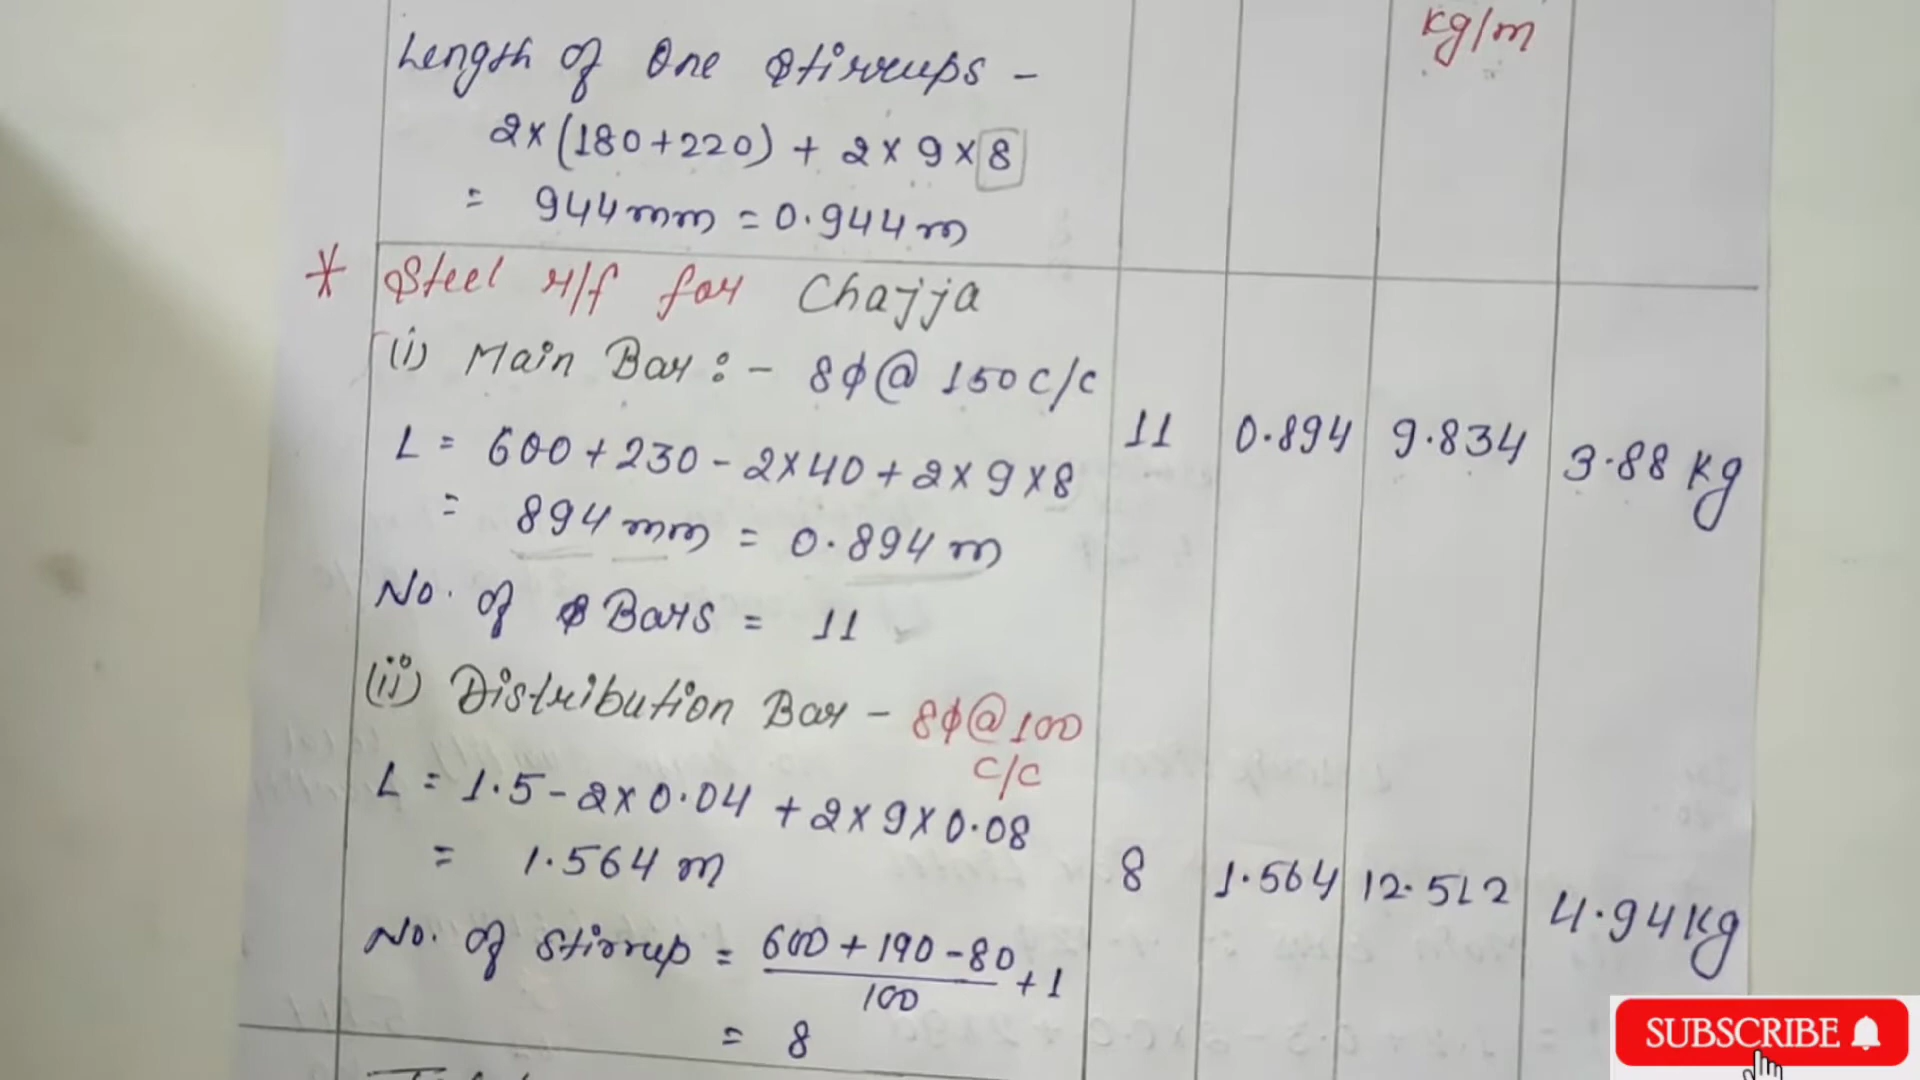 kg/m
Length of One Stirrups -
2×(180+220) + 2×9×8
= 944mm = 0.944m
* Steel r/f for Chajja
(i) Main Bar :- 8ϕ@ 150 c/c
L = 600+230-2×40+2×9×8
= 894mm = 0.894m
11 0.894 9.834 3.88 kg
No. of Bars = 11
(ii) Distribution Bar - 8ϕ@100
c/c
L = 1.5-2×0.04 + 2×9×0.08
= 1.564 m
8 1.564 12.512 4.94kg
No. of stirrup = 600+190-80
+1
100
= 8
SUBSCRIBE